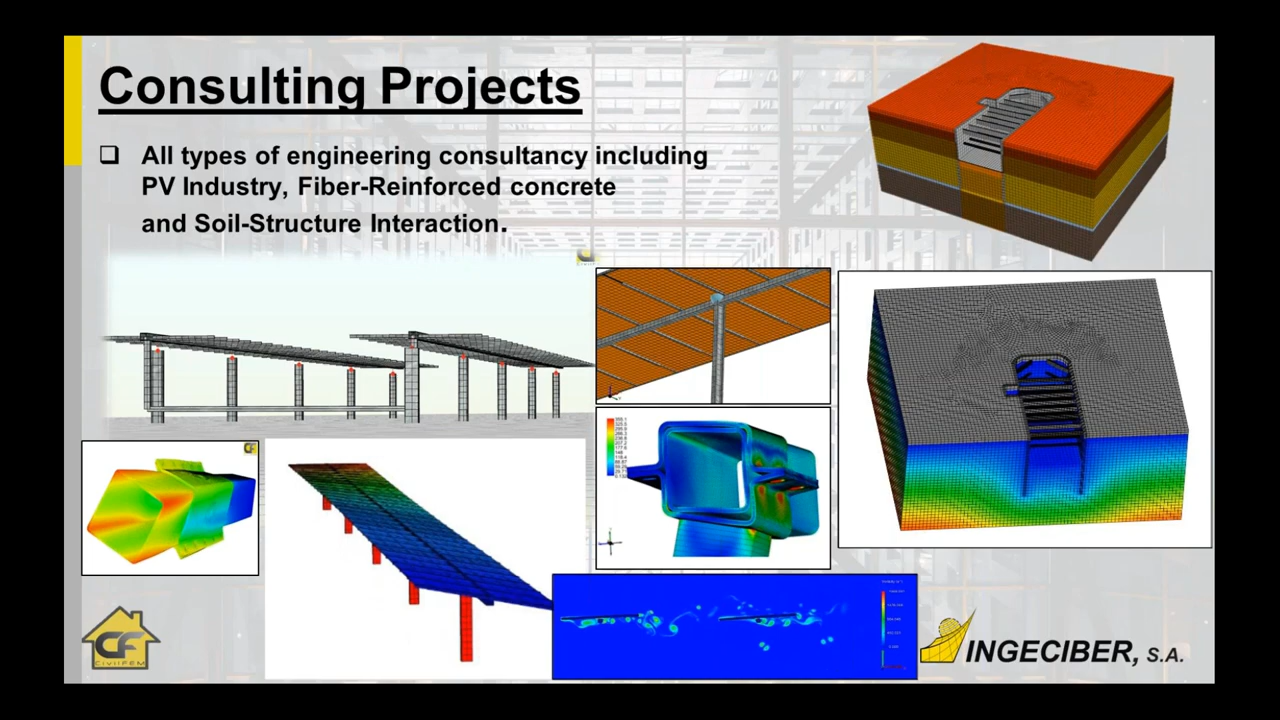 Consulting Projects
❑ All types of engineering consultancy including
PV Industry, Fiber-Reinforced concrete
and Soil-Structure Interaction.
CF
CivilFEM
INGECIBER, S.A.